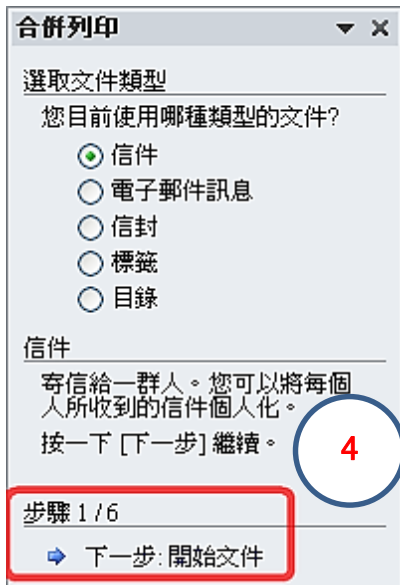 合併列印
選取文件類型
您目前使用哪種類型的文件?
信件
電子郵件訊息
信封
標籤
目錄
信件
寄信給一群人。您可以將每個
人所收到的信件個人化。
按一下 [下一步] 繼續。
4
步驟 1 / 6
下一步: 開始文件